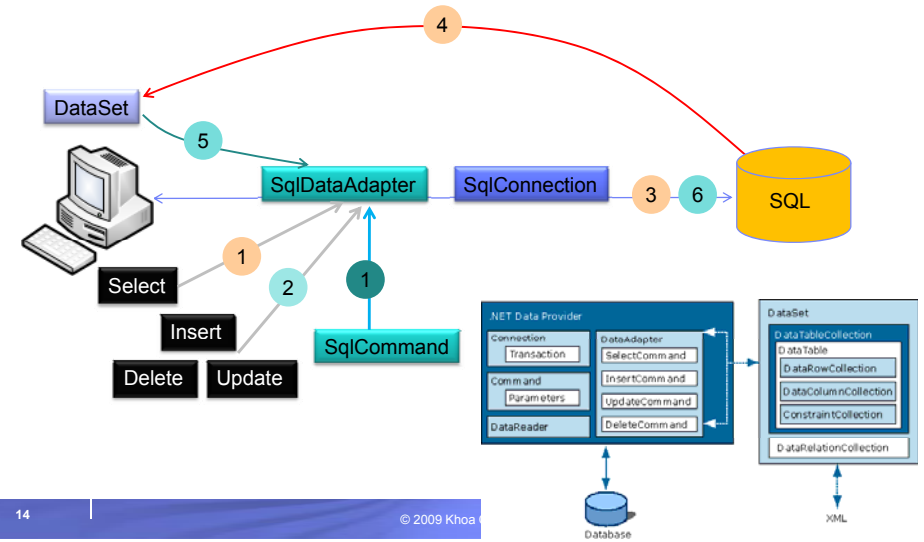 4
DataSet
5
SqlDataAdapter
SqlConnection
3
6
SQL
1
Select
2
1
Insert
SqlCommand
Delete
Update
.NET Data Provider
Connection
Transaction
Command
Parameters
DataReader
DataAdapter
SelectCommand
InsertCommand
UpdateCommand
DeleteCommand
Database
DataSet
DataTableCollection
DataTable
DataRowCollection
DataColumnCollection
ConstraintCollection
DataRelationCollection
XML
14
© 2009 Khoa